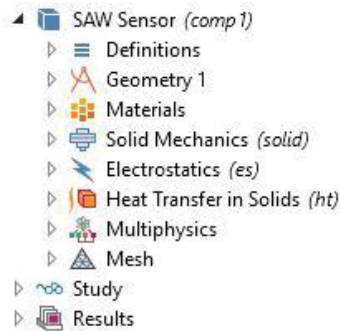 SAW Sensor (comp1)
Definitions
Geometry 1
Materials
Solid Mechanics (solid)
Electrostatics (es)
Heat Transfer in Solids (ht)
Multiphysics
Mesh
Study
Results